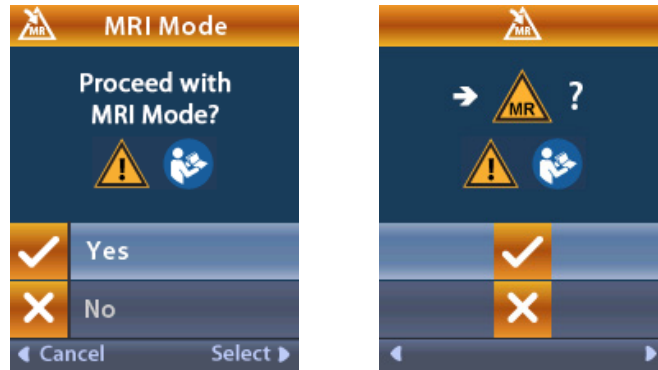 MR
MRI Mode
Proceed with
MRI Mode?
Yes
No
Cancel
Select
MR
MR ?